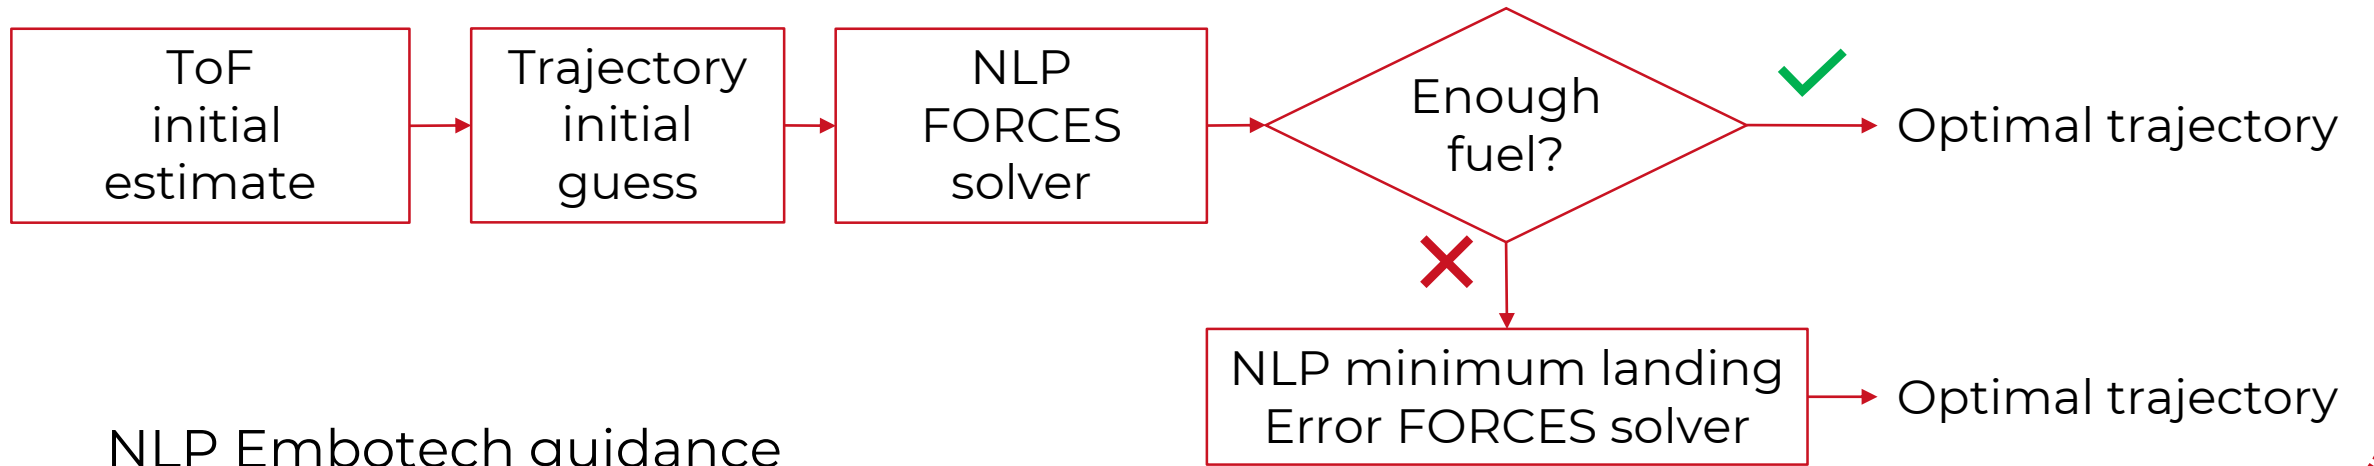 ToF
initial
estimate
Trajectory
initial
guess
NLP
FORCES
solver
Enough
fuel?
Optimal trajectory
NLP minimum landing
Error FORCES solver
Optimal trajectory
NLP Embotech guidance